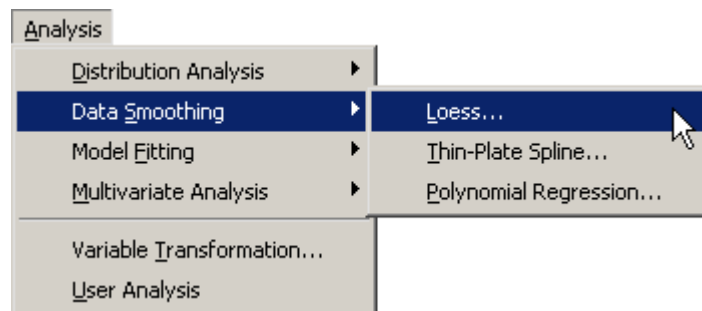 Analysis
Distribution Analysis
Data Smoothing
Model Fitting
Multivariate Analysis
Variable Transformation...
User Analysis
Loess...
Thin-Plate Spline...
Polynomial Regression...